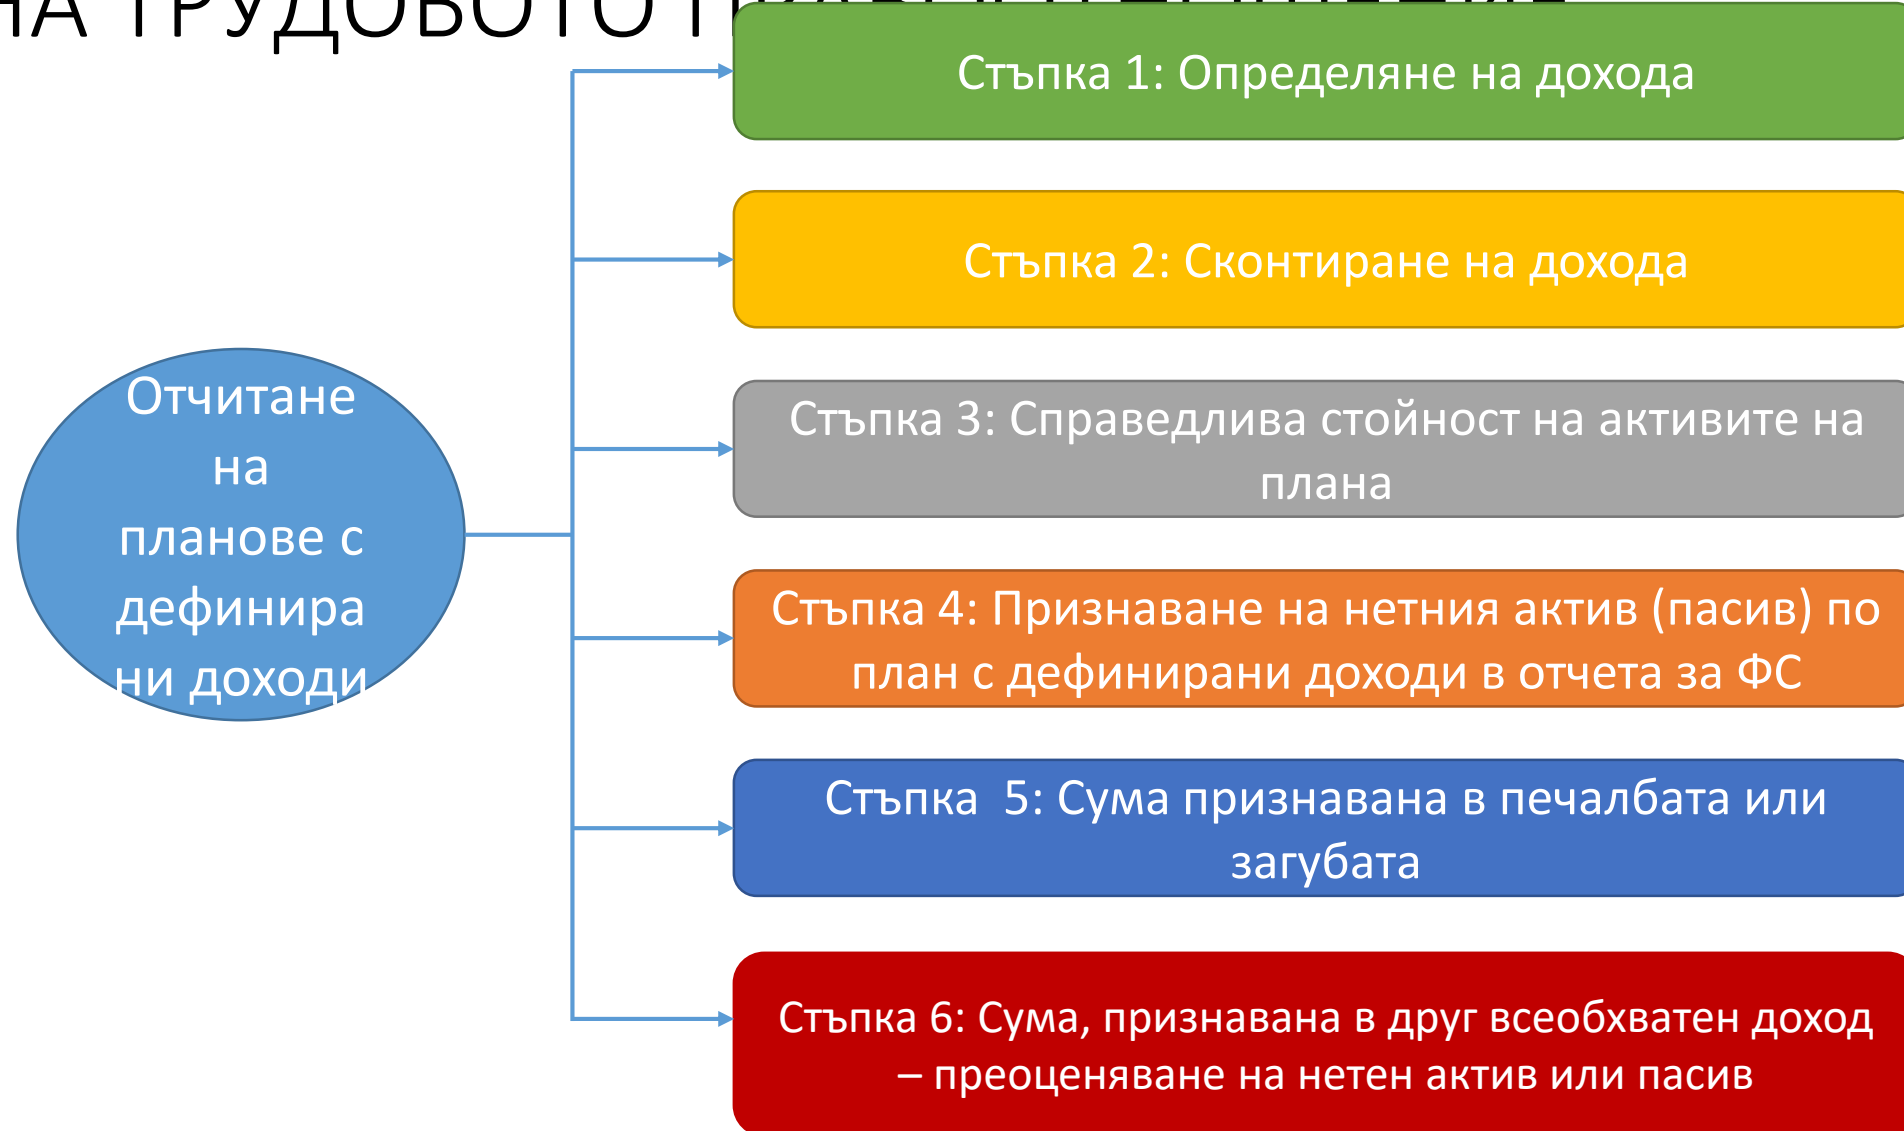 НА ТРУДОВОТО
Стъпка 1: Определяне на дохода
Стъпка 2: Сконтиране на дохода
Отчитане
на
планове с
дефинира
ни доходи
Стъпка 3: Справедлива стойност на активите на
плана
Стъпка 4: Признаване на нетния актив (пасив) по
план с дефинирани доходи в отчета за ФС
Стъпка  5: Сума признавана в печалбата или
загубата
Стъпка 6: Сума, признавана в друг всеобхватен доход
– преоценяване на нетен актив или пасив